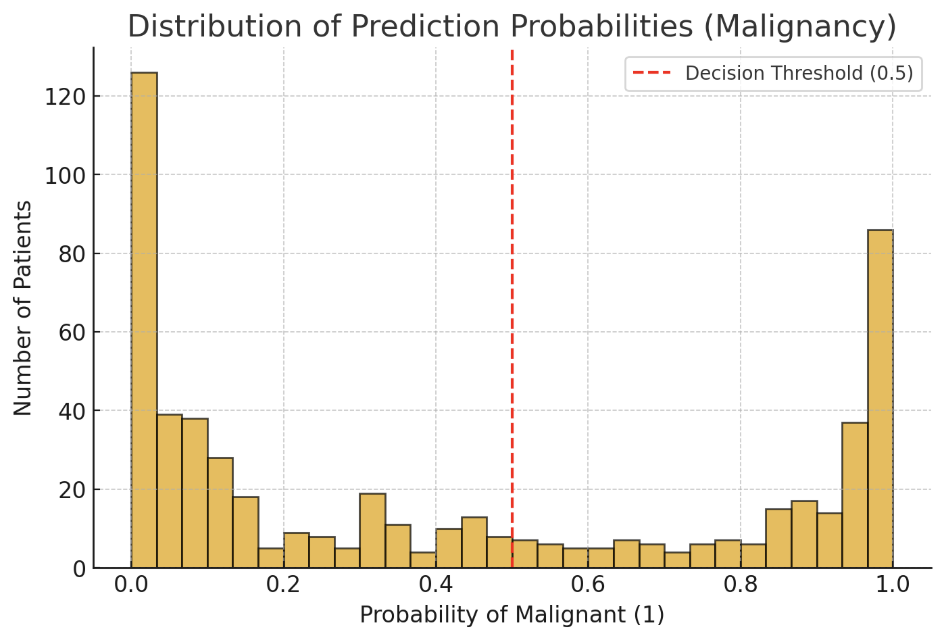 Distribution of Prediction Probabilities (Malignancy)
Decision Threshold (0.5)
Number of Patients
120
100
80
60
40
20
0
0.0 0.2 0.4 0.6 0.8 1.0
Probability of Malignant (1)